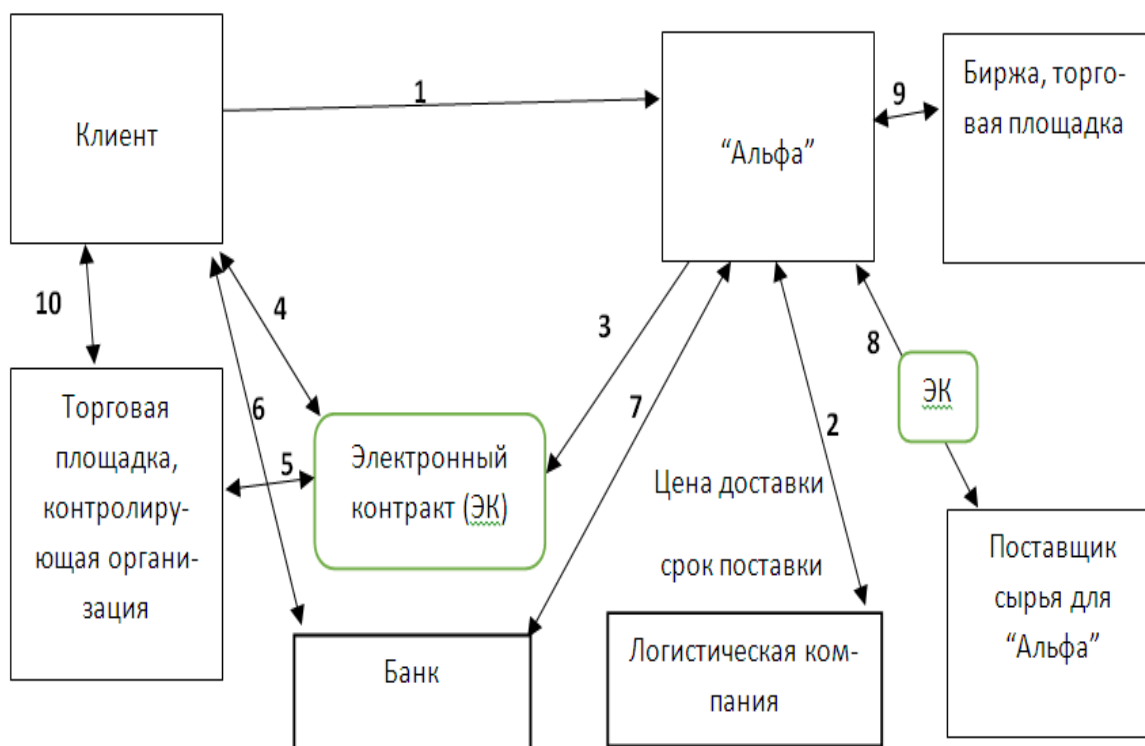 Клиент
1
“Альфа”
9
Биржа, торго-
вая площадка
10
4
3
8
ЭК
Торговая
площадка,
контролиру-
ющая органи-
зация
6
5
Электронный
контракт (ЭК)
7
2
Цена доставки
срок поставки
Поставщик
сырья для
“Альфа”
Банк
Логистическая ком-
пания